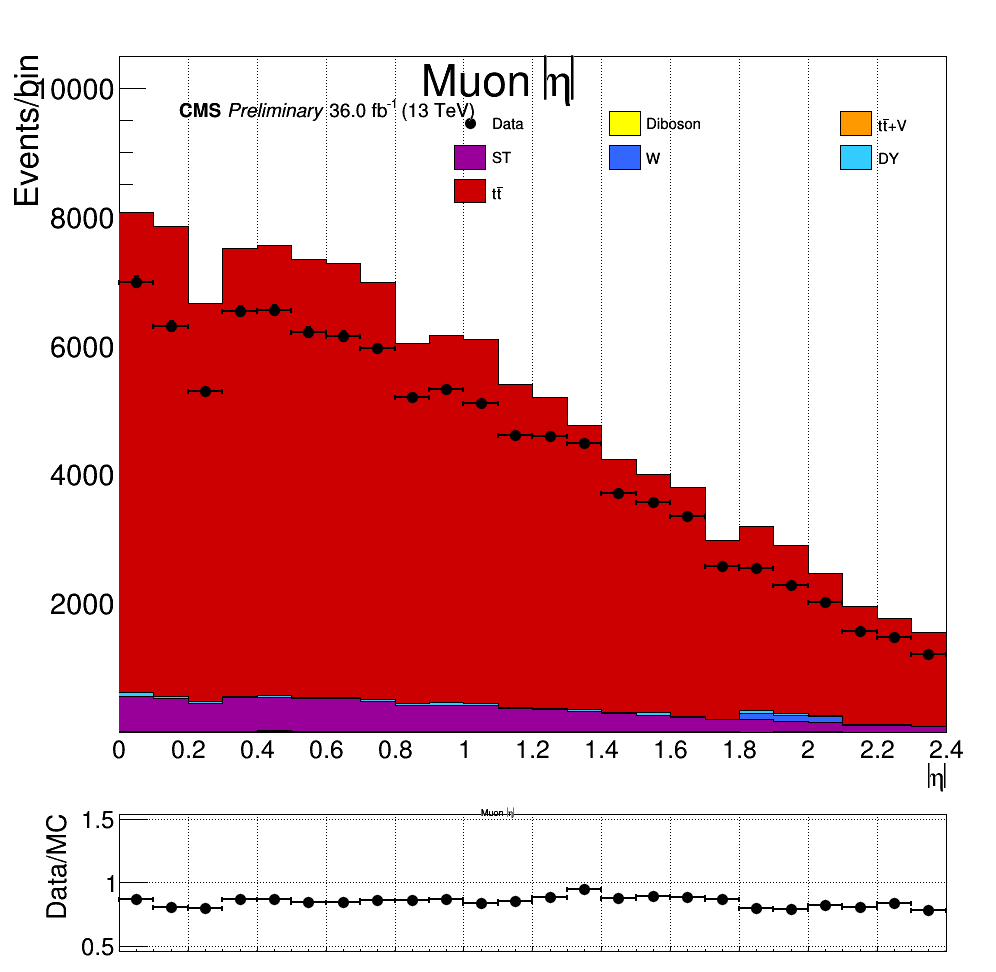 Muon |η|
CMS Preliminary 36.0 fb⁻¹ (13 TeV)
Events/bin
Data
Diboson
tt̄+V
ST
W
DY
tt̄
10000
8000
6000
4000
2000
0 0.2 0.4 0.6 0.8 1 1.2 1.4 1.6 1.8 2 2.2 2.4
|η|
Muon |η|
Data/MC
1.5
1
0.5